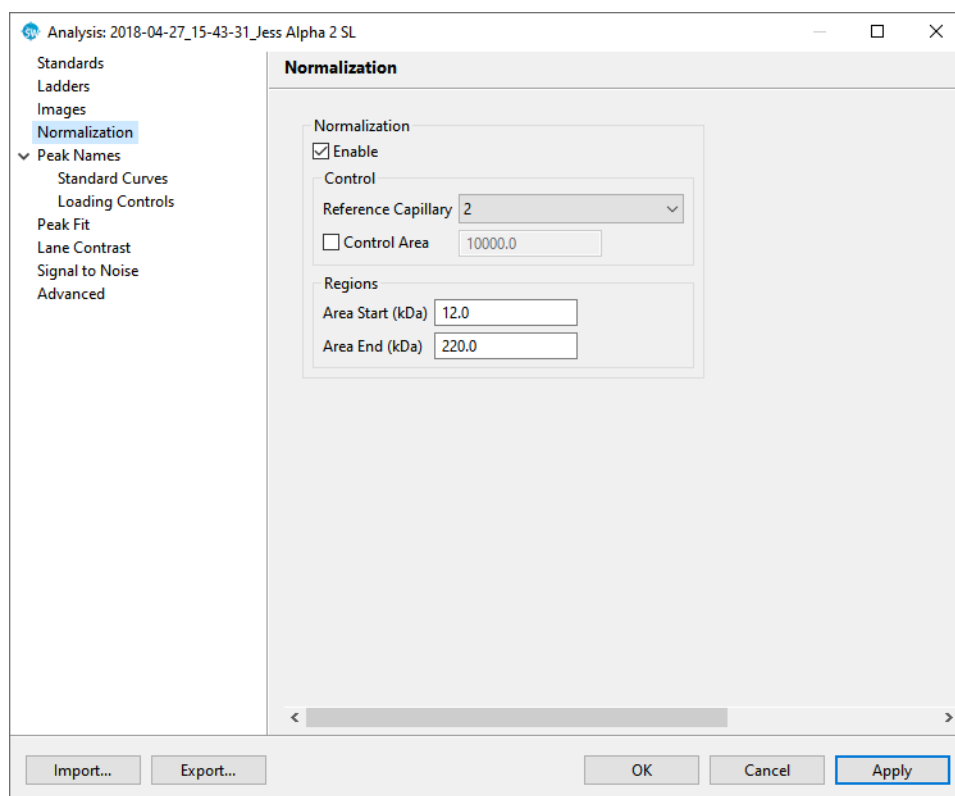 SW Analysis: 2018-04-27_15-43-31_Jess Alpha 2 SL
Standards
Ladders
Images
Normalization
Peak Names
Standard Curves
Loading Controls
Peak Fit
Lane Contrast
Signal to Noise
Advanced
Normalization
Normalization
Enable
Control
Reference Capillary 2
Control Area 10000.0
Regions
Area Start (kDa) 12.0
Area End (kDa) 220.0
Import... Export... OK Cancel Apply